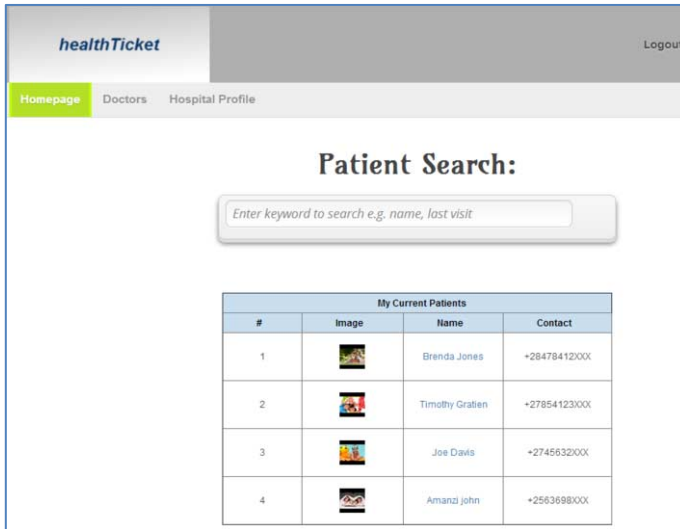 healthTicket
Logout
Homepage Doctors Hospital Profile
Patient Search:
Enter keyword to search e.g. name, last visit
My Current Patients
# Image Name Contact
1 Brenda Jones +28478412XXX
2 Timothy Gratien +27854123XXX
3 Joe Davis +2745632XXX
4 Amanzi john +2563698XXX